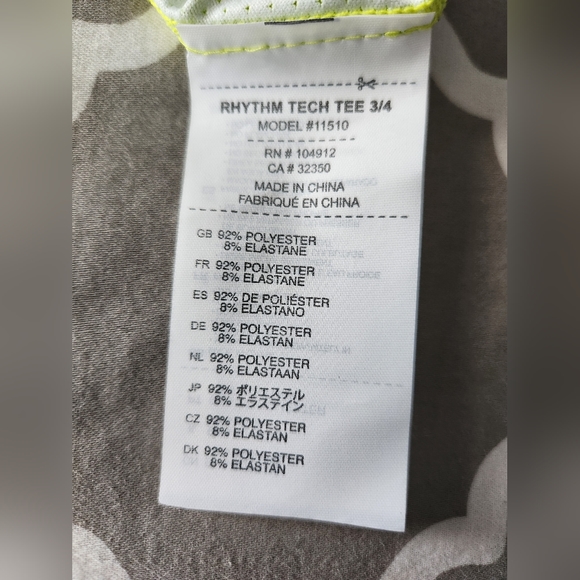 RHYTHM TECH TEE 3/4
MODEL #11510
RN # 104912
CA # 32350
MADE IN CHINA
FABRIQUÉ EN CHINA
GB 92% POLYESTER
8% ELASTANE
FR 92% POLYESTER
8% ELASTANE
ES 92% DE POLIÉSTER
8% ELASTANO
DE 92% POLYESTER
8% ELASTAN
NL 92% POLYESTER
8% ELASTAAN
JP 92% ポリエステル
8% エラステイン
CZ 92% POLYESTER
8% ELASTAN
DK 92% POLYESTER
8% ELASTAN